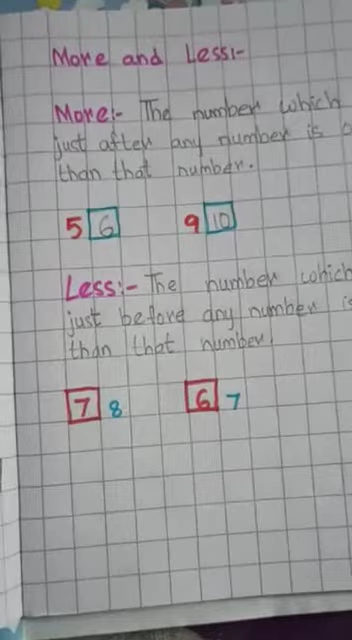 More and Less:-
More:- The number which
just after any number is
than that number.
5 6 9 10
Less:- The number which
just before any number is
than that number.
7 8 6 7